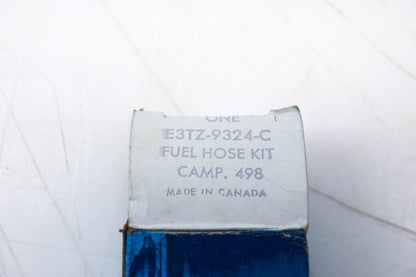 ONE
E3TZ-9324-C
FUEL HOSE KIT
CAMP. 498
MADE IN CANADA